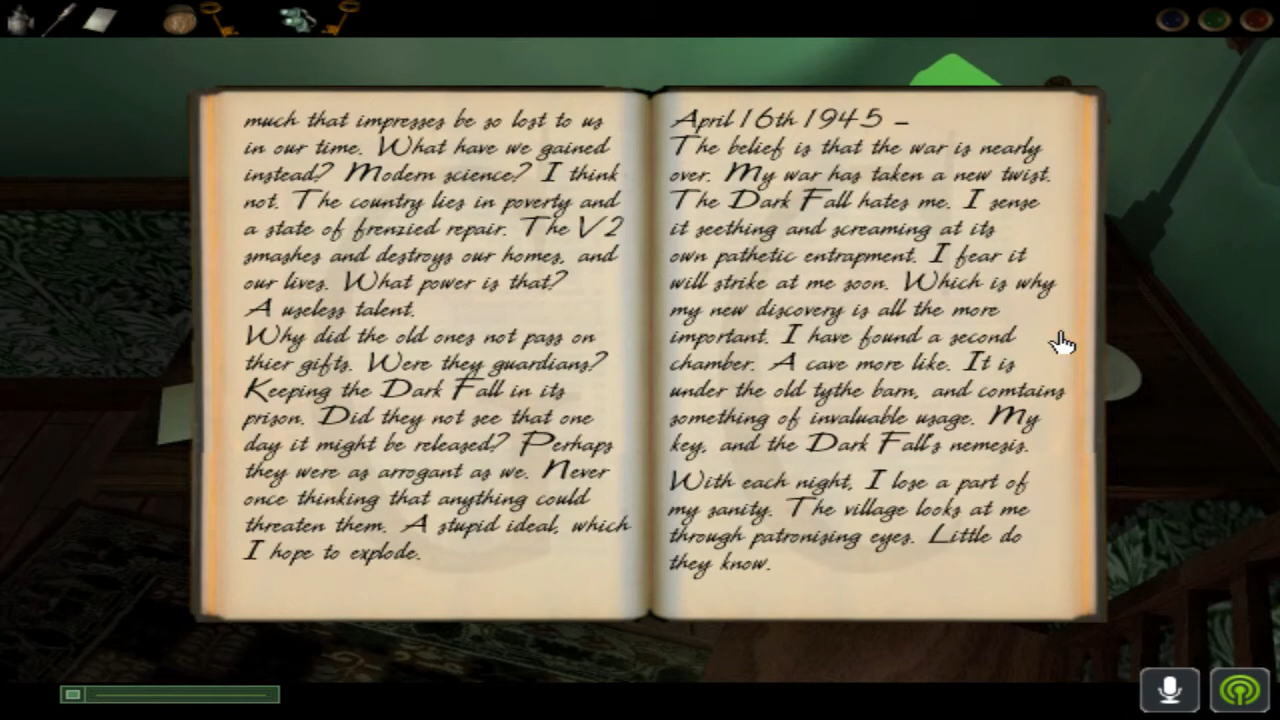 much that impresses be so lost to us
in our time. What have we gained
instead? Modern science? I think
not. The country lies in poverty and
a state of frenzied repair. The V2
smashes and destroys our homes, and
our lives. What power is that?
A useless talent.
Why did the old ones not pass on
thier gifts. Were they guardians?
Keeping the Dark Fall in its
prison. Did they not see that one
day it might be released? Perhaps
they were as arrogant as we. Never
once thinking that anything could
threaten them. A stupid ideal, which
I hope to explode.
April 16th 1945 -
The belief is that the war is nearly
over. My war has taken a new twist.
The Dark Fall hates me. I sense
it seething and screaming at its
own pathetic entrapment. I fear it
will strike at me soon. Which is why
my new discovery is all the more
important. I have found a second
chamber. A cave more like. It is
under the old tythe barn, and comtains
something of invaluable usage. My
key, and the Dark Fall's nemesis.
With each night, I lose a part of
my sanity. The village looks at me
through patronising eyes. Little do
they know.